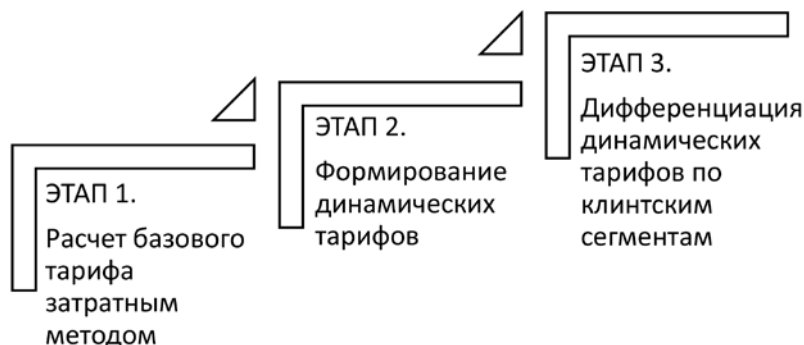 ЭТАП 1.
Расчет базового
тарифа
затратным
методом
ЭТАП 2.
Формирование
динамических
тарифов
ЭТАП 3.
Дифференциация
динамических
тарифов по
клинтским
сегментам